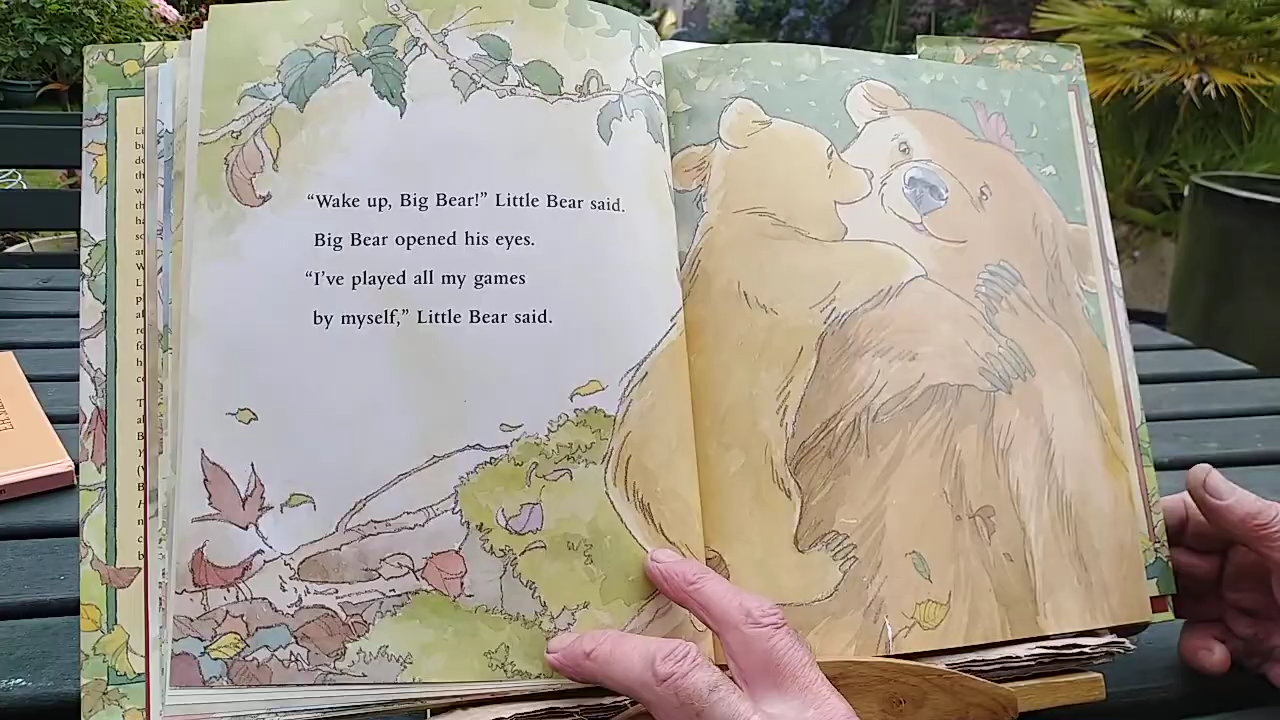 “Wake up, Big Bear!” Little Bear said.
Big Bear opened his eyes.
“I’ve played all my games
by myself,” Little Bear said.